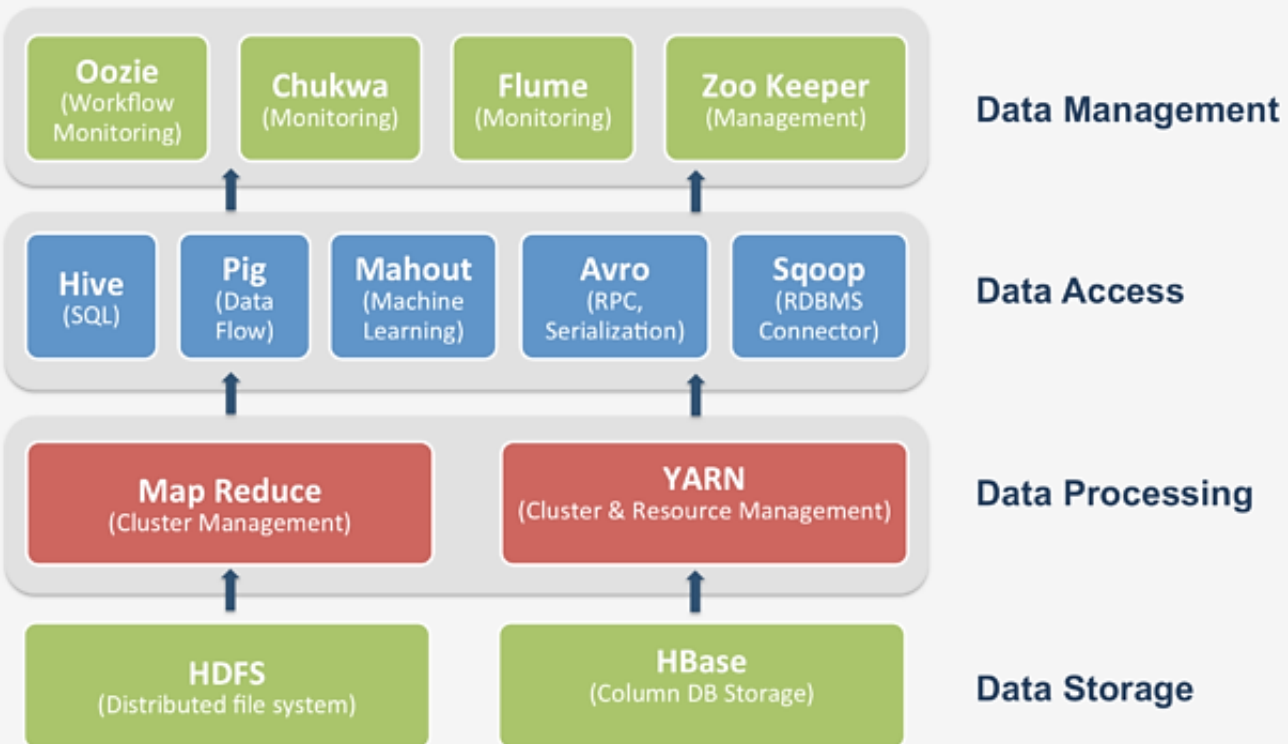 Oozie
(Workflow
Monitoring)
Chukwa
(Monitoring)
Flume
(Monitoring)
Zoo Keeper
(Management)
Data Management
Hive
(SQL)
Pig
(Data
Flow)
Mahout
(Machine
Learning)
Avro
(RPC,
Serialization)
Sqoop
(RDBMS
Connector)
Data Access
Map Reduce
(Cluster Management)
YARN
(Cluster & Resource Management)
Data Processing
HDFS
(Distributed file system)
HBase
(Column DB Storage)
Data Storage